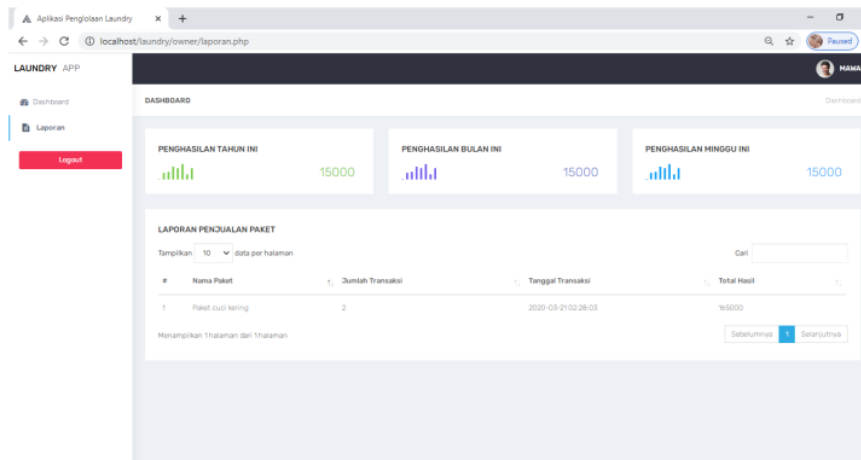 Aplikasi Penglolaan Laundry
localhost/laundry/owner/laporan.php
Paused
LAUNDRY APP
MAWA
Dashboard
DASHBOARD
Dashboard
Laporan
Logout
PENGHASILAN TAHUN INI
PENGHASILAN BULAN INI
PENGHASILAN MINGGU INI
15000
15000
15000
LAPORAN PENJUALAN PAKET
Tampilkan 10 data per halaman
Cari
# Nama Paket Jumlah Transaksi Tanggal Transaksi Total Hasil
1 Paket cuci kering 2 2020-03-21 02:28:03 165000
Menampilkan 1 halaman dari 1 halaman
Sebelumnya 1 Selanjutnya